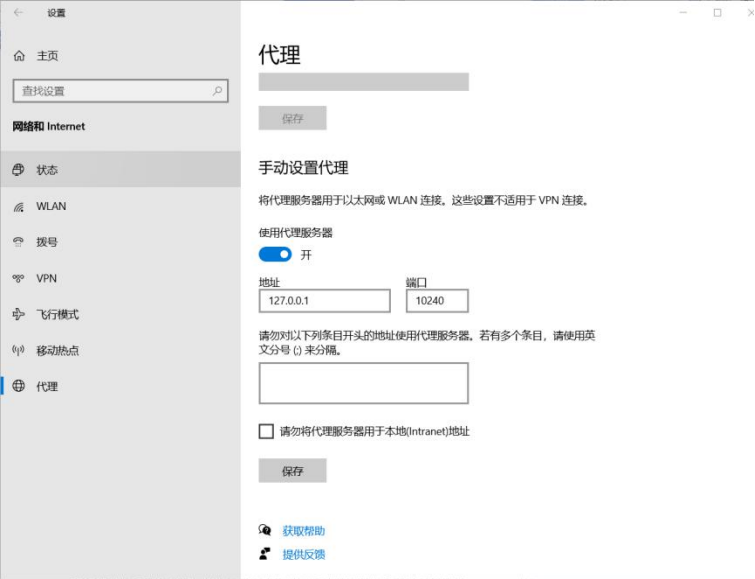 设置
主页
查找设置
网络和 Internet
状态
WLAN
拨号
VPN
飞行模式
移动热点
代理
代理
保存
手动设置代理
将代理服务器用于以太网或 WLAN 连接。这些设置不适用于 VPN 连接。
使用代理服务器
开
地址 端口
127.0.0.1 10240
请勿对以下列条目开头的地址使用代理服务器。若有多个条目，请使用英
文分号 (;) 来分隔。
请勿将代理服务器用于本地(Intranet)地址
保存
获取帮助
提供反馈